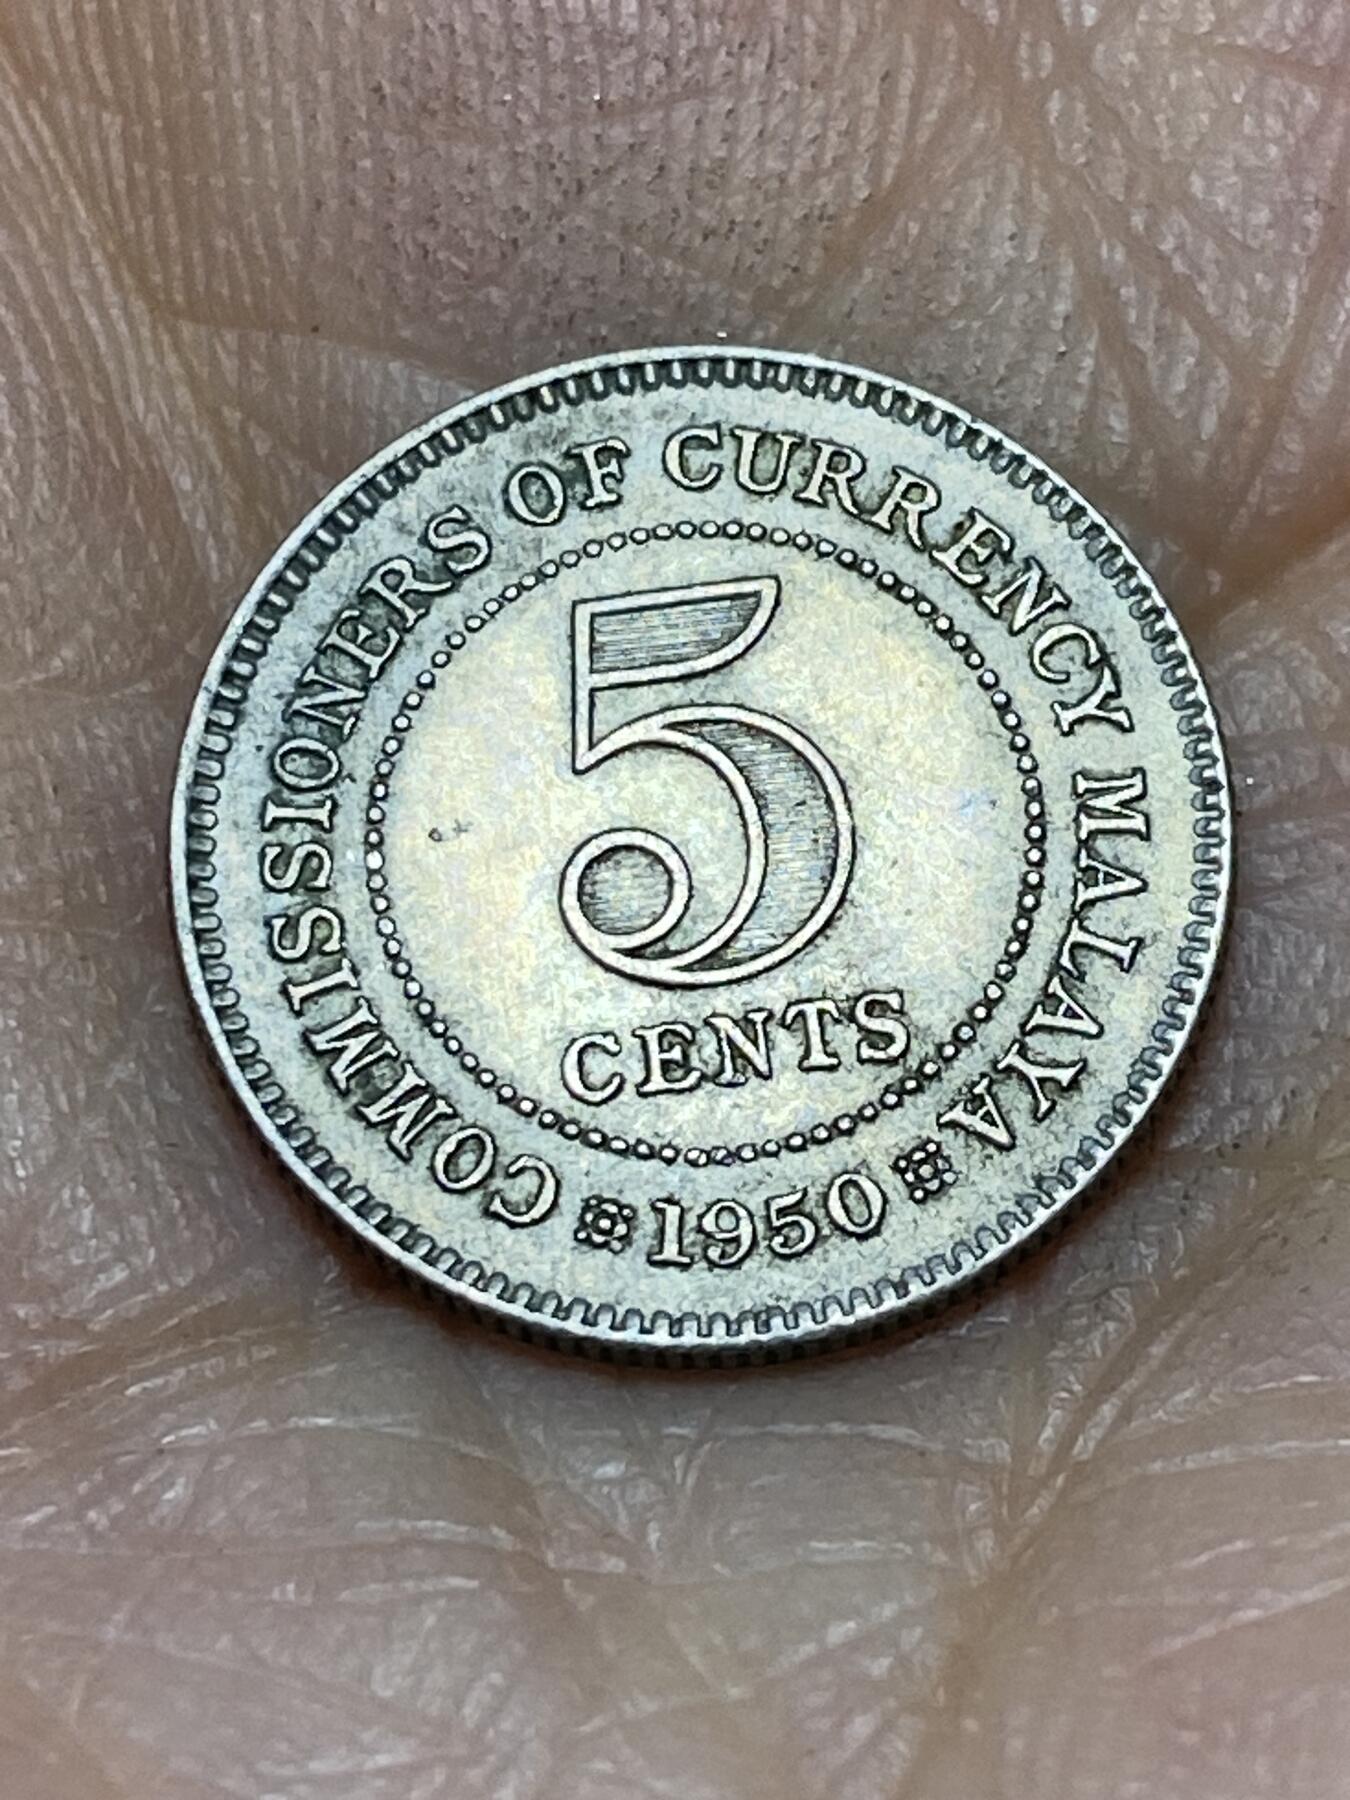 COMMISSIONERS OF CURRENCY MALAYA
5
CENTS
1950